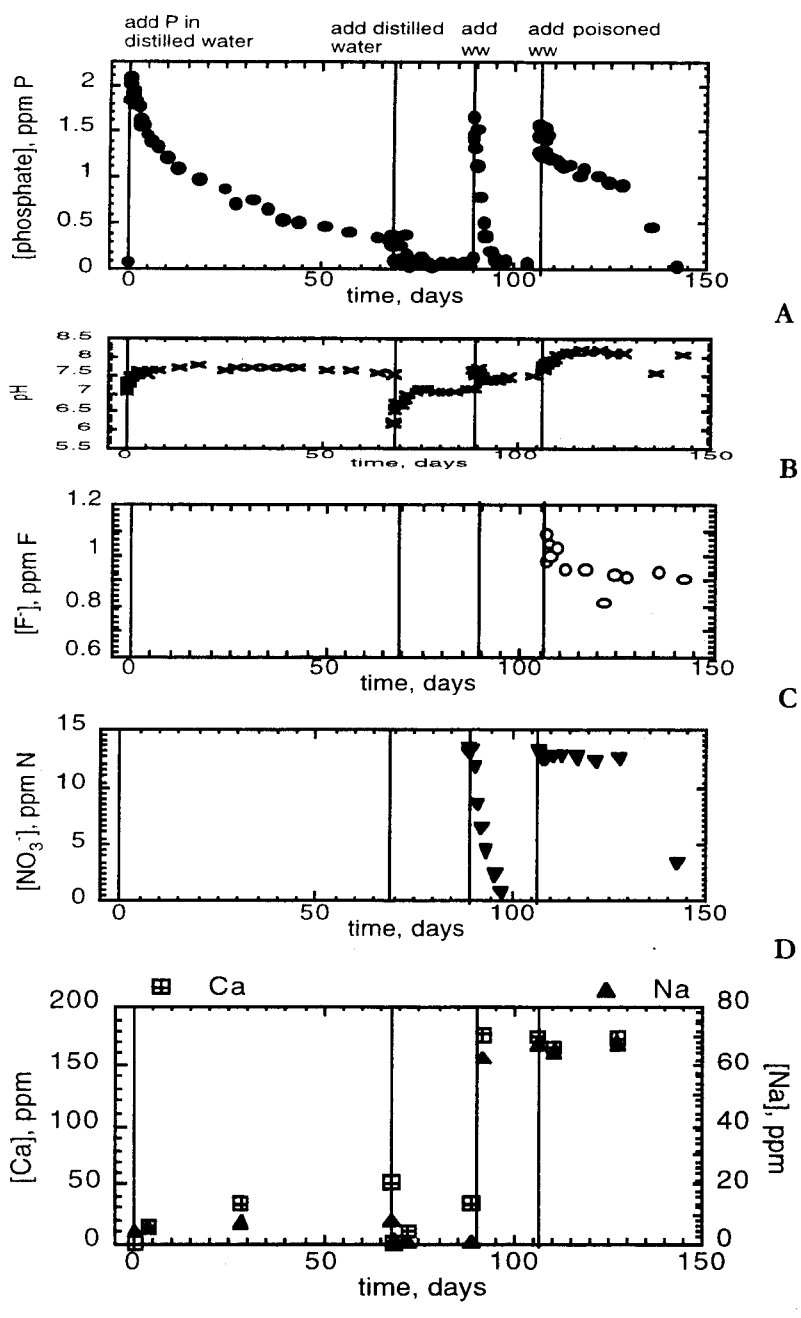 add P in
distilled water
add distilled
water
add
ww
add poisoned
ww
[phosphate], ppm P
2
1.5
1
0.5
0
0 50 100 150
time, days
A
pH
8.5
8
7.5
7
6.5
6
5.5
0 50 100 150
time, days
B
[F-], ppm F
1.2
1
0.8
0.6
0 50 100 150
time, days
C
[NO3-], ppm N
15
10
5
0
0 50 100 150
time, days
D
Ca
Na
[Ca], ppm
200
150
100
50
0
80
60
40
20
0
[Na], ppm
0 50 100 150
time, days